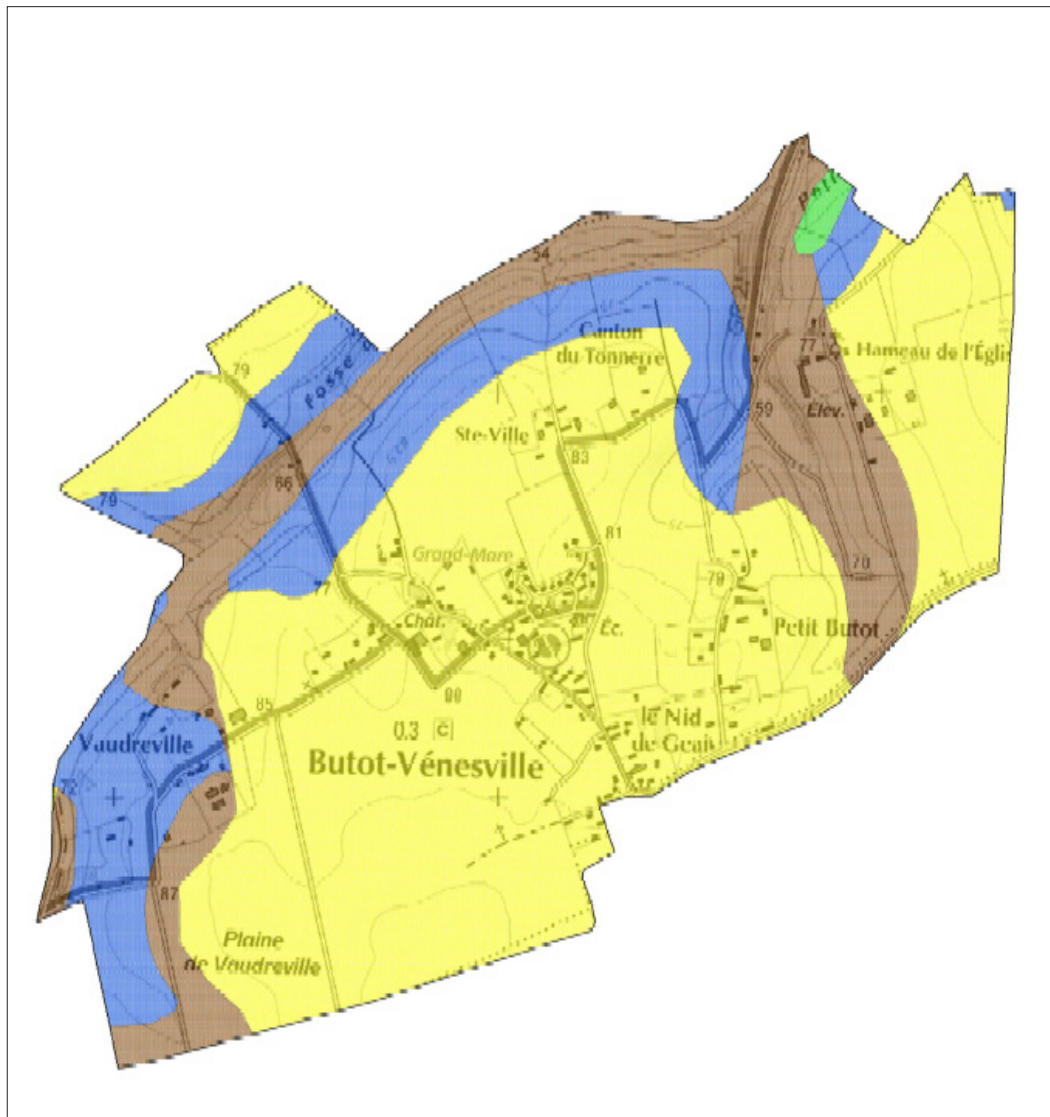 54
Canton
du Tonnerre
77
Hameau de l'Églis
79
Fosse
59
Élev.
Ste-Ville
83
79
66
81
Grand-Mare
70
79
Chât.
Éc.
Petit Butot
88
85
0.3 C
le Nid
de Geai
Vaudreville
Butot-Vénesville
72
87
Plaine
de Vaudreville